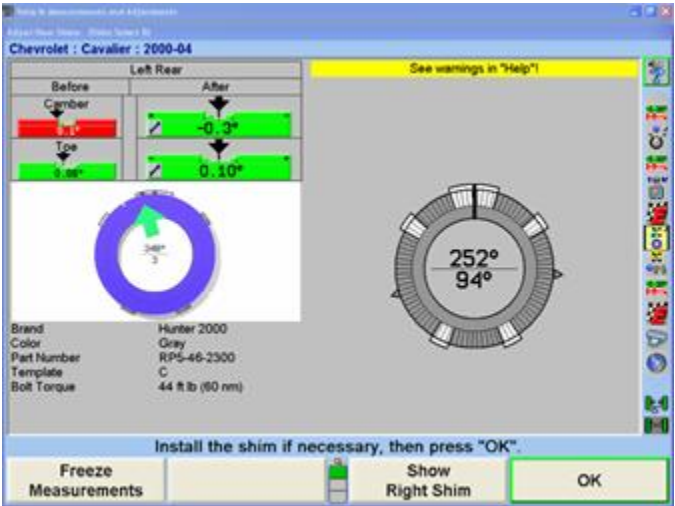 Chevrolet : Cavalier : 2000-04
Left Rear
Before
After
Camber
-0.3°
Toe
0.10°
See warnings in "Help"!
252°
94°
Brand Hunter 2000
Color Gray
Part Number RP5-46-2300
Template C
Bolt Torque 44 ft lb (60 nm)
Install the shim if necessary, then press "OK".
Freeze
Measurements
Show
Right Shim
OK